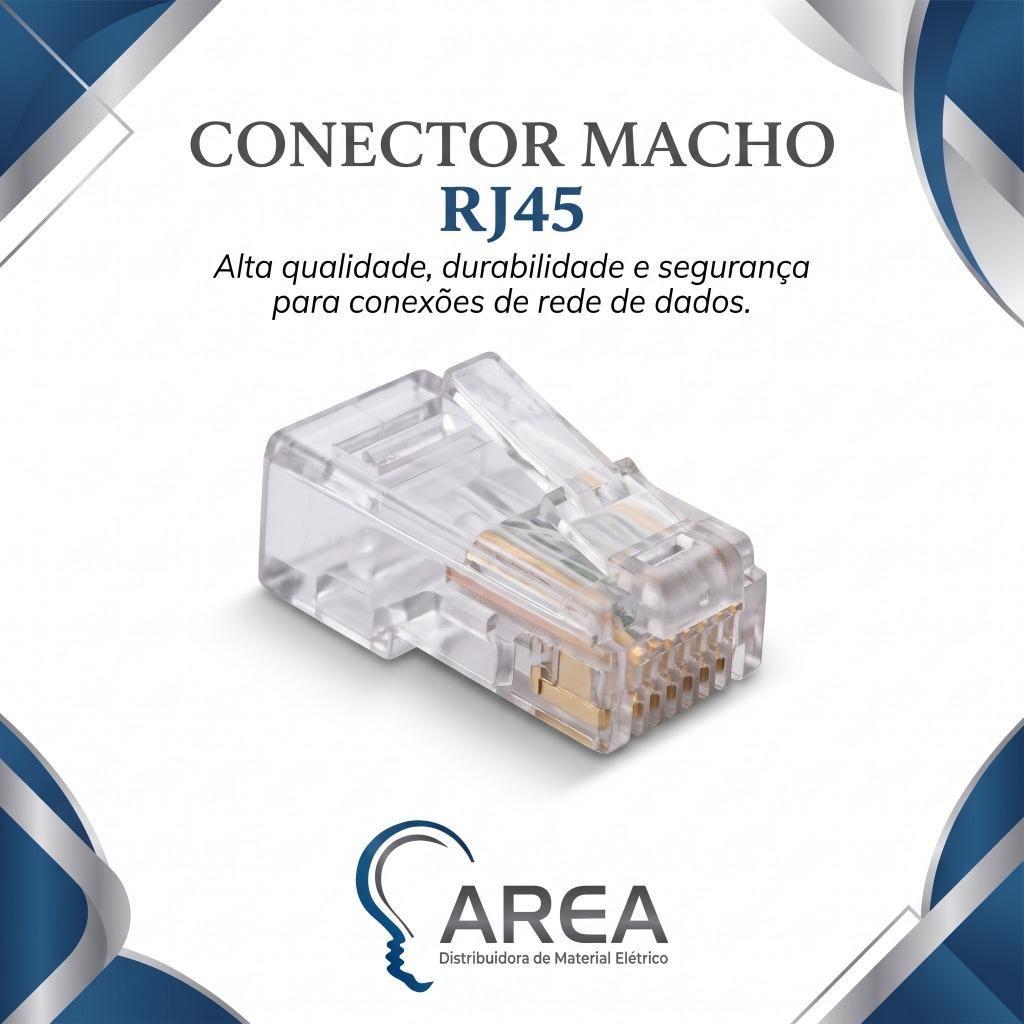 CONECTOR MACHO
RJ45
Alta qualidade, durabilidade e segurança
para conexões de rede de dados.
AREA
Distribuidora de Material Elétrico